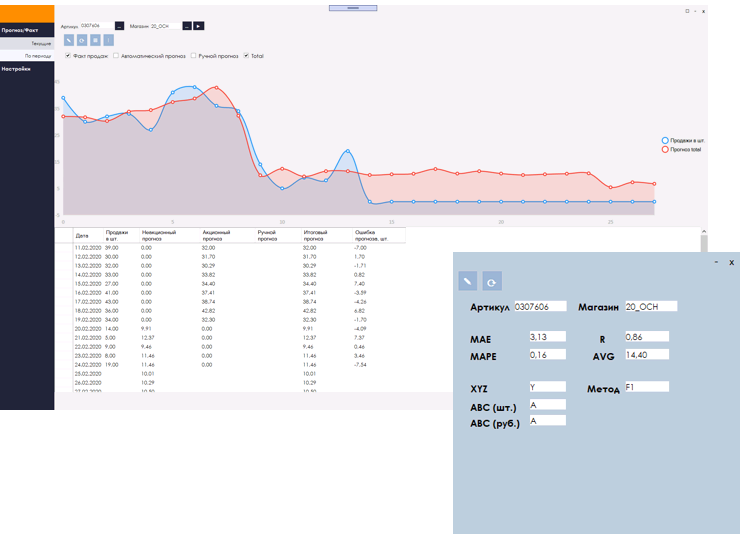 Прогноз/Факт
Текущие
По периоду
Настройки
Артикул 0307606 ... Магазин 20_ОСН ...
Факт продаж Автоматический прогноз Ручной прогноз Total
5
0
0 5 10 15 20 25
Продажи в шт.
Прогноз total
Дата Продажи в шт. Неакционный прогноз Акционный прогноз Ручной прогноз Итоговый прогноз Ошибка прогноза, шт.
11.02.2020 39.00 0.00 32.00 32.00 -7.00
12.02.2020 30.00 0.00 31.70 31.70 1.70
13.02.2020 32.00 0.00 30.29 30.29 -1.71
14.02.2020 33.00 0.00 33.82 33.82 0.82
15.02.2020 27.00 0.00 34.40 34.40 7.40
16.02.2020 41.00 0.00 37.41 37.41 -3.59
17.02.2020 43.00 0.00 38.74 38.74 -4.26
18.02.2020 36.00 0.00 42.82 42.82 6.82
19.02.2020 34.00 0.00 32.30 32.30 -1.70
20.02.2020 14.00 9.91 0.00 9.91 -4.09
21.02.2020 5.00 12.37 0.00 12.37 7.37
22.02.2020 9.00 9.46 0.00 9.46 0.46
23.02.2020 8.00 11.46 0.00 11.46 3.46
24.02.2020 19.00 11.46 0.00 11.46 -7.54
25.02.2020 10.01 10.01
26.02.2020 10.29 10.29
Артикул 0307606 Магазин 20_ОСН
MAE 3,13 R 0,86
MAPE 0,16 AVG 14,40
XYZ Y Метод F1
ABC (шт.) A
ABC (руб.) A